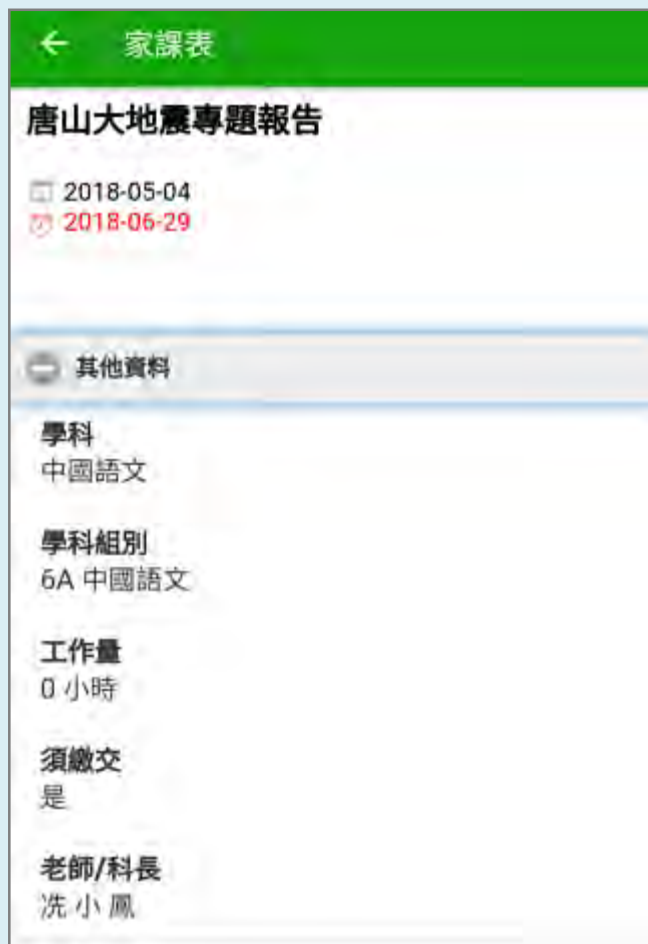 家課表
唐山大地震專題報告
2018-05-04
2018-06-29
其他資料
學科
中國語文
學科組別
6A 中國語文
工作量
0 小時
須繳交
是
老師/科長
冼 小 鳳